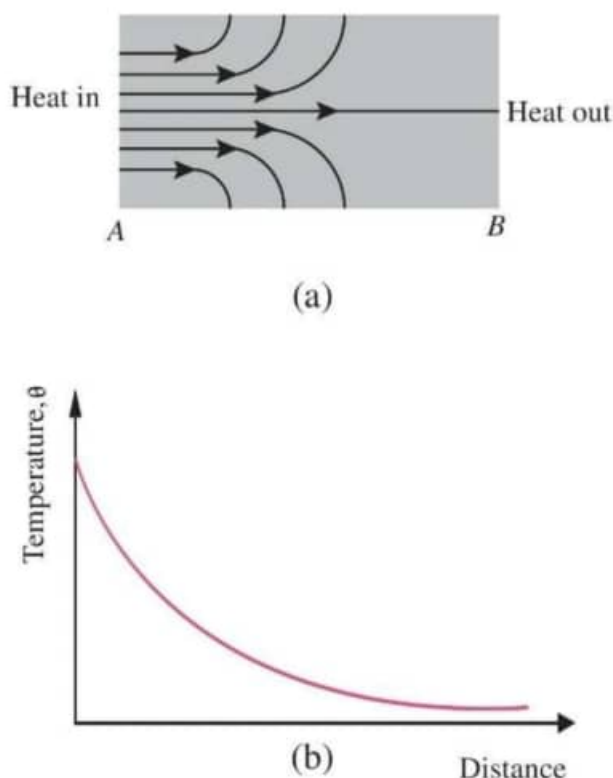 Heat in
Heat out
A
B
(a)
Temperature, θ
(b)
Distance